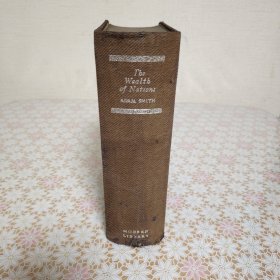 The
Wealth
of Nations
ADAM SMITH
MODERN
LIBRARY